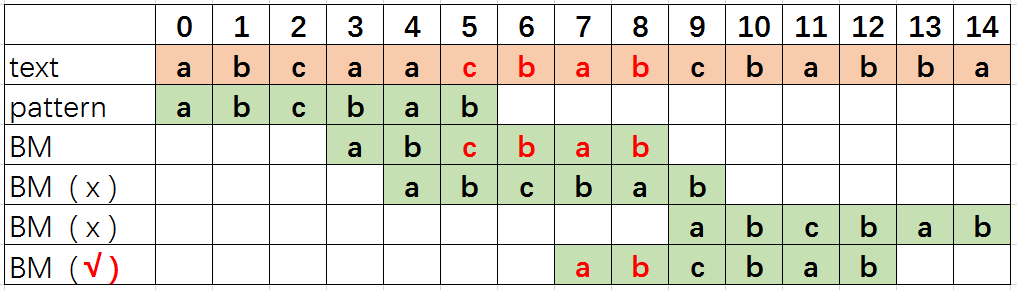 0 1 2 3 4 5 6 7 8 9 10 11 12 13 14
text a b c a a c b a b c b a b b a
pattern a b c b a b
BM a b c b a b
BM ( x ) a b c b a b
BM ( x ) a b c b a b
BM ( √ ) a b c b a b